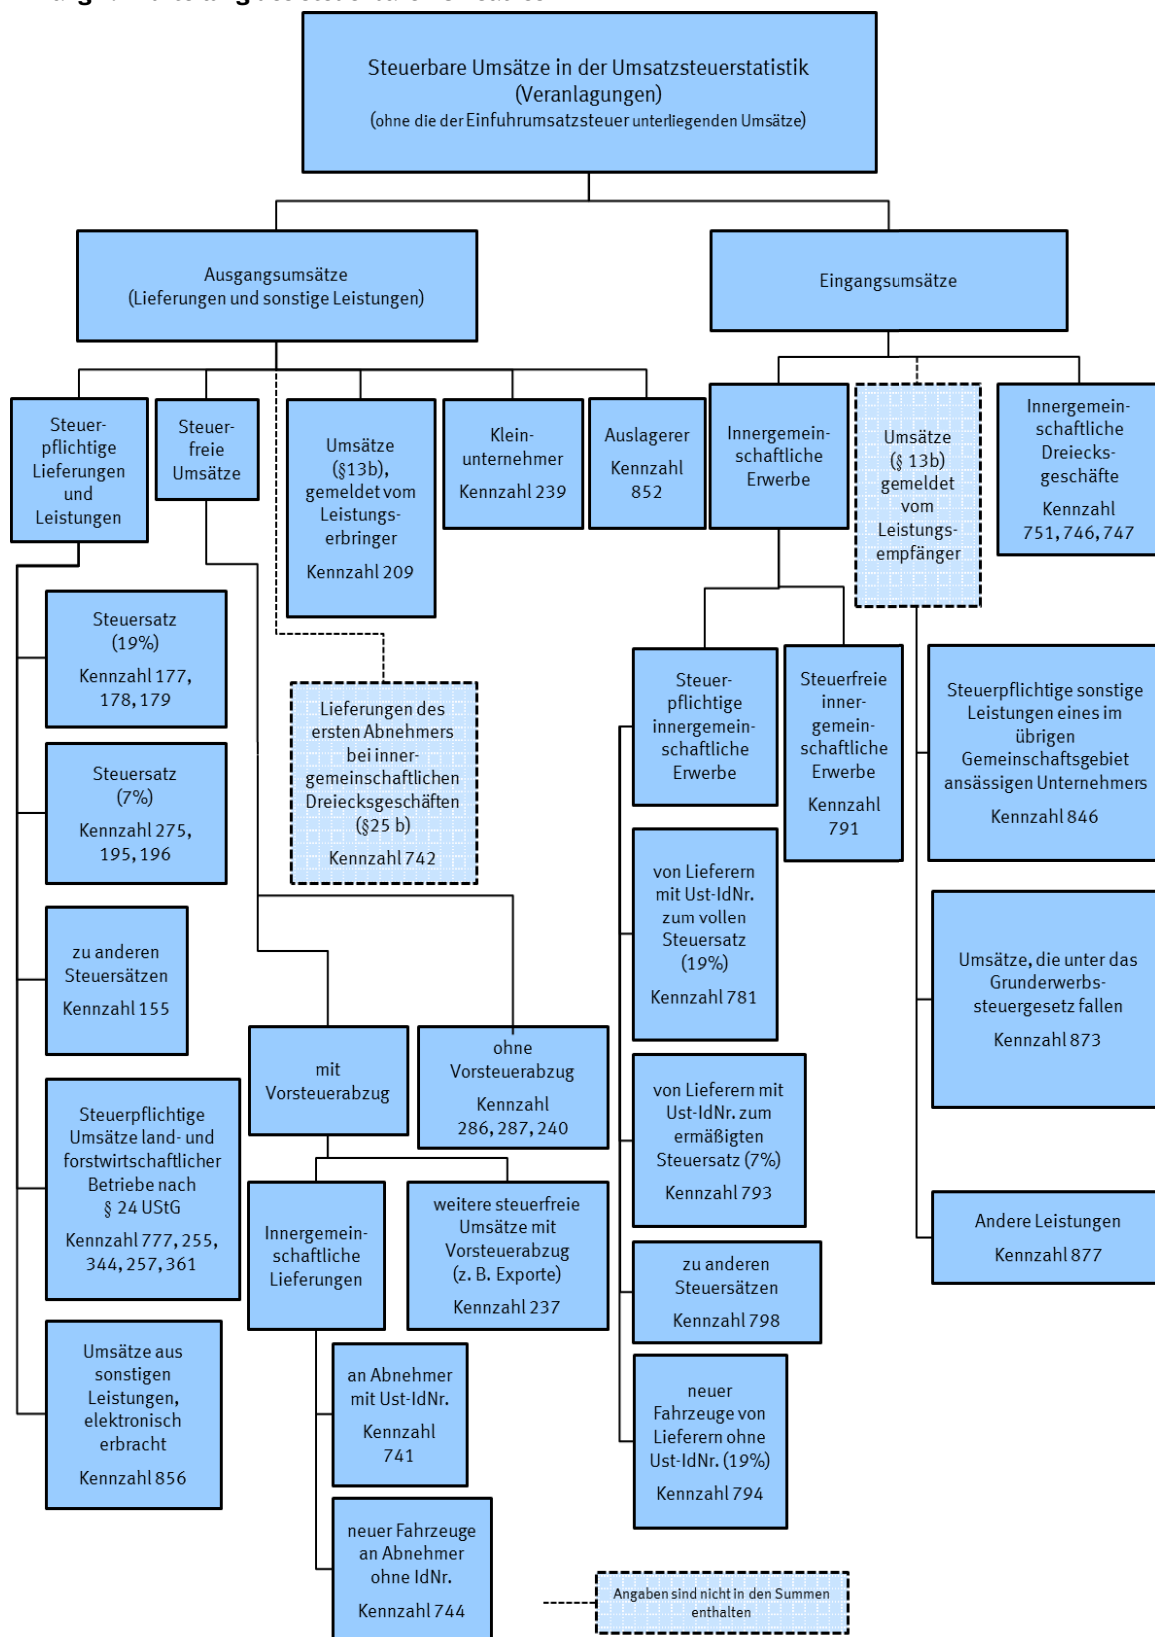 Steuerbare Umsätze in der Umsatzsteuerstatistik
(Veranlagungen)
(ohne die der Einfuhrumsatzsteuer unterliegenden Umsätze)
Ausgangsumsätze
(Lieferungen und sonstige Leistungen)
Eingangsumsätze
Steuer-
pflichtige
Lieferungen
und
Leistungen
Steuer-
freie
Umsätze
Umsätze
(§13b),
gemeldet vom
Leistungs-
erbringer
Kennzahl 209
Klein-
unternehmer
Kennzahl 239
Auslagerer
Kennzahl
852
Innergemein-
schaftliche
Erwerbe
Umsätze
(§ 13b)
gemeldet
vom
Leistungs-
empfänger
Innergemein-
schaftliche
Dreiecks-
geschäfte
Kennzahl
751, 746, 747
Steuersatz
(19%)
Kennzahl 177,
178, 179
Steuersatz
(7%)
Kennzahl 275,
195, 196
zu anderen
Steuersätzen
Kennzahl 155
Steuerpflichtige
Umsätze land- und
forstwirtschaftlicher
Betriebe nach
§ 24 UStG
Kennzahl 777, 255,
344, 257, 361
Umsätze aus
sonstigen
Leistungen,
elektronisch
erbracht
Kennzahl 856
Lieferungen des
ersten Abnehmers
bei inner-
gemeinschaftlichen
Dreiecksgeschäften
(§25 b)
Kennzahl 742
mit
Vorsteuerabzug
ohne
Vorsteuerabzug
Kennzahl
286, 287, 240
Innergemein-
schaftliche
Lieferungen
weitere steuerfreie
Umsätze mit
Vorsteuerabzug
(z. B. Exporte)
Kennzahl 237
an Abnehmer
mit Ust-IdNr.
Kennzahl
741
neuer Fahrzeuge
an Abnehmer
ohne IdNr.
Kennzahl 744
Steuer-
pflichtige
innergemein-
schaftliche
Erwerbe
Steuerfreie
inner-
gemein-
schaftliche
Erwerbe
Kennzahl
791
von Lieferern
mit Ust-IdNr.
zum vollen
Steuersatz
(19%)
Kennzahl 781
von Lieferern mit
Ust-IdNr. zum
ermäßigten
Steuersatz (7%)
Kennzahl 793
zu anderen
Steuersätzen
Kennzahl 798
neuer
Fahrzeuge von
Lieferern ohne
Ust-IdNr. (19%)
Kennzahl 794
Steuerpflichtige sonstige
Leistungen eines im
übrigen
Gemeinschaftsgebiet
ansässigen Unternehmers
Kennzahl 846
Umsätze, die unter das
Grunderwerbs-
steuergesetz fallen
Kennzahl 873
Andere Leistungen
Kennzahl 877
Angaben sind nicht in den Summen
enthalten